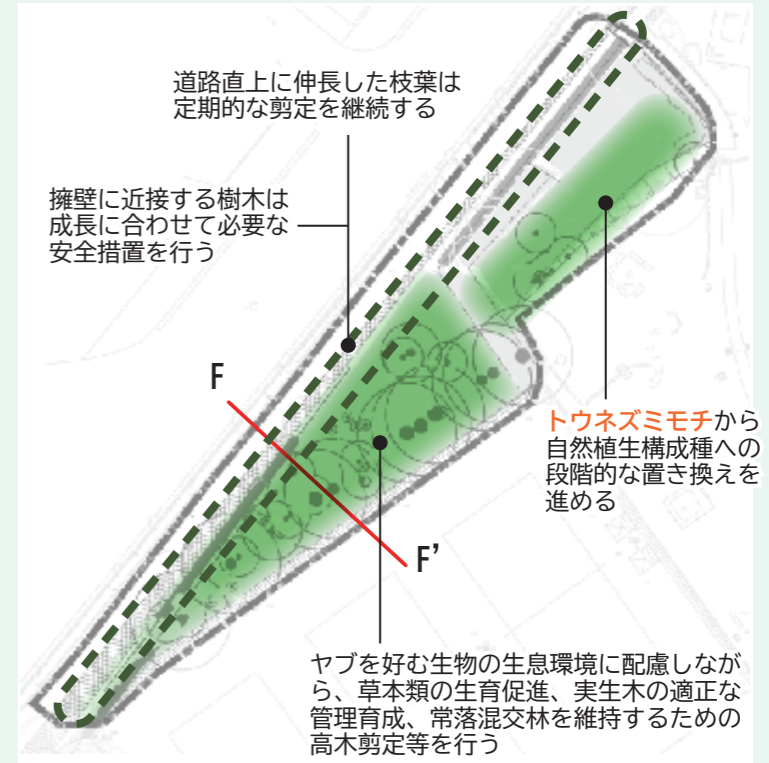 道路直上に伸長した枝葉は
定期的な剪定を継続する
擁壁に近接する樹木は
成長に合わせて必要な
安全措置を行う
F
F’
トウネズミモチから
自然植生構成種への
段階的な置き換えを
進める
ヤブを好む生物の生息環境に配慮しなが
ら、草本類の生育促進、実生木の適正な
管理育成、常落混交林を維持するための
高木剪定等を行う